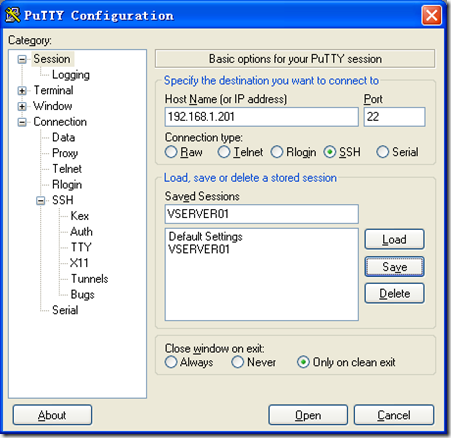 PuTTY Configuration
Category:
Session
Logging
Terminal
Window
Connection
Data
Proxy
Telnet
Rlogin
SSH
Kex
Auth
TTY
X11
Tunnels
Bugs
Serial
Basic options for your PuTTY session
Specify the destination you want to connect to
Host Name (or IP address) Port
192.168.1.201 22
Connection type:
Raw Telnet Rlogin SSH Serial
Load, save or delete a stored session
Saved Sessions
VSERVER01
Default Settings
VSERVER01
Load
Save
Delete
Close window on exit:
Always Never Only on clean exit
About Open Cancel